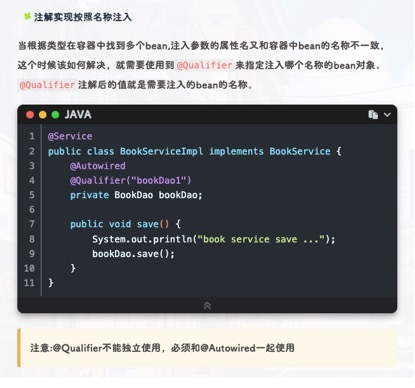 注解实现按照名称注入
当根据类型在容器中找到多个bean,注入参数的属性名又和容器中bean的名称不一致，
这个时候该如何解决，就需要使用到 @Qualifier 来指定注入哪个名称的bean对象。
@Qualifier 注解后的值就是需要注入的bean的名称。
JAVA
1 @Service
2 public class BookServiceImpl implements BookService {
3     @Autowired
4     @Qualifier("bookDao1")
5     private BookDao bookDao;
6
7     public void save() {
8         System.out.println("book service save ...");
9         bookDao.save();
10     }
11 }
注意:@Qualifier不能独立使用，必须和@Autowired一起使用